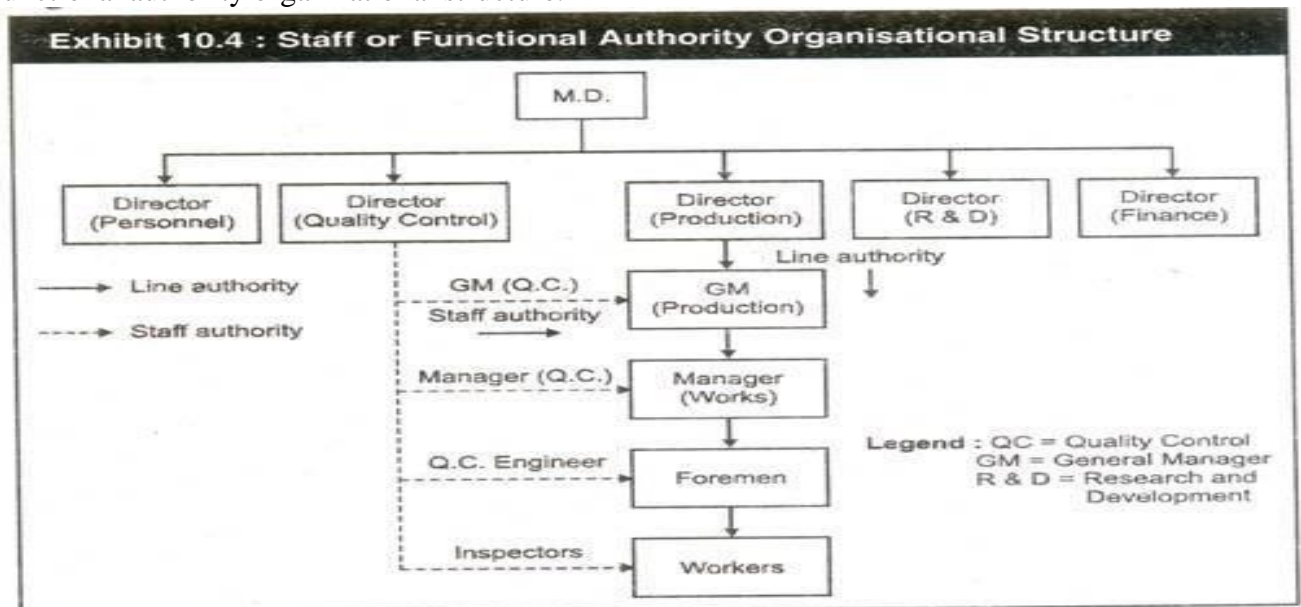 Exhibit 10.4 : Staff or Functional Authority Organisational Structure
M.D.
Director
(Personnel)
Director
(Quality Control)
Director
(Production)
Director
(R & D)
Director
(Finance)
Line authority
Line authority
Staff authority
GM (Q.C.)
Staff authority
GM
(Production)
Manager (Q.C.)
Manager
(Works)
Q.C. Engineer
Foremen
Inspectors
Workers
Legend : QC = Quality Control
GM = General Manager
R & D = Research and
Development